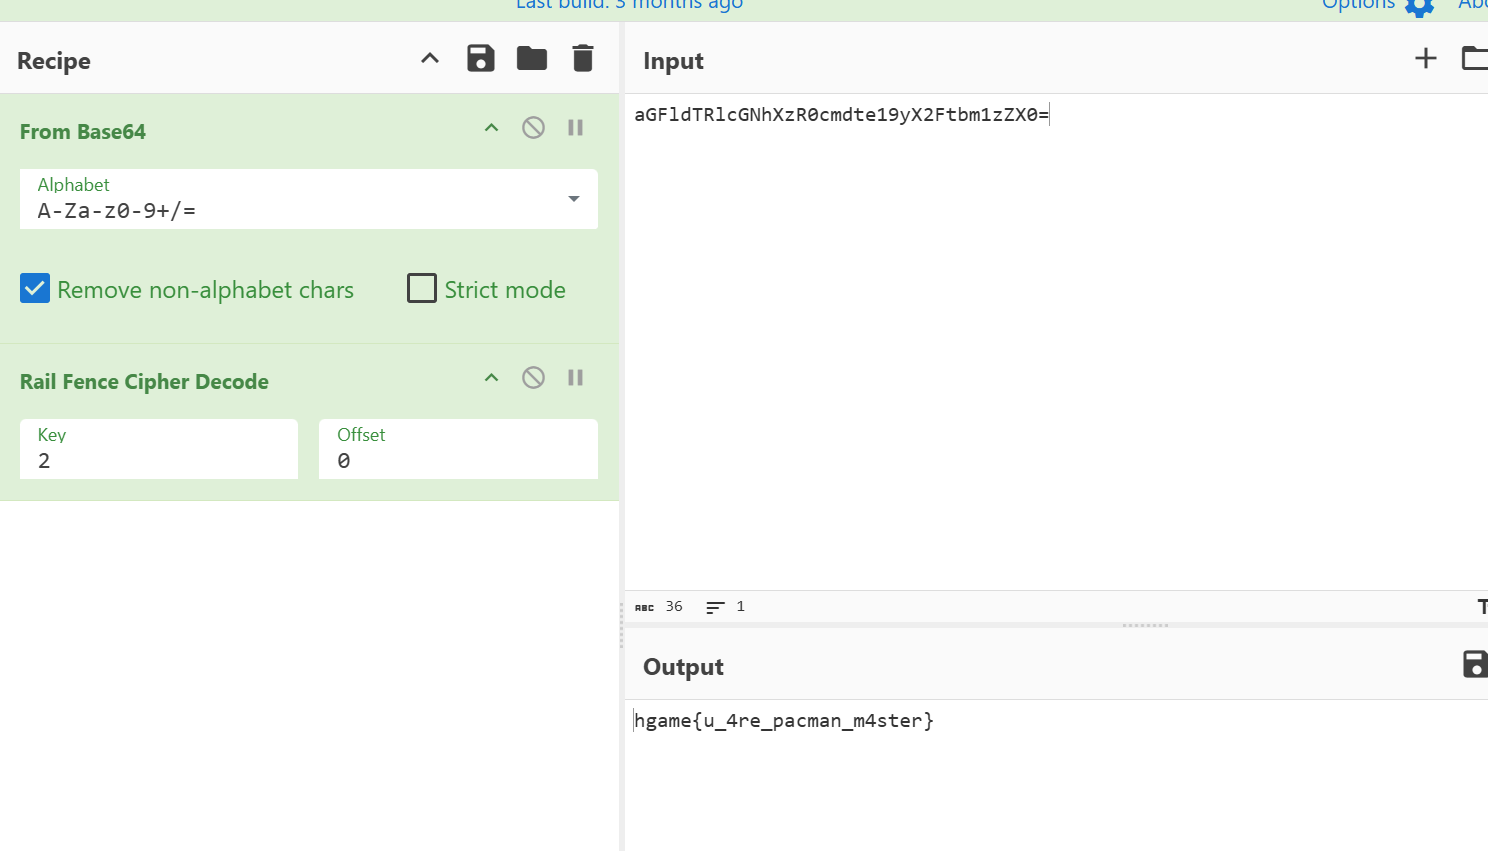 Last build: 3 months ago
Options
Recipe
From Base64
Alphabet
A-Za-z0-9+/=
Remove non-alphabet chars
Strict mode
Rail Fence Cipher Decode
Key
2
Offset
0
Input
aGFldTRlcGNhXzR0cmdte19yX2Ftbm1zZX0=
ABC 36
1
Output
hgame{u_4re_pacman_m4ster}